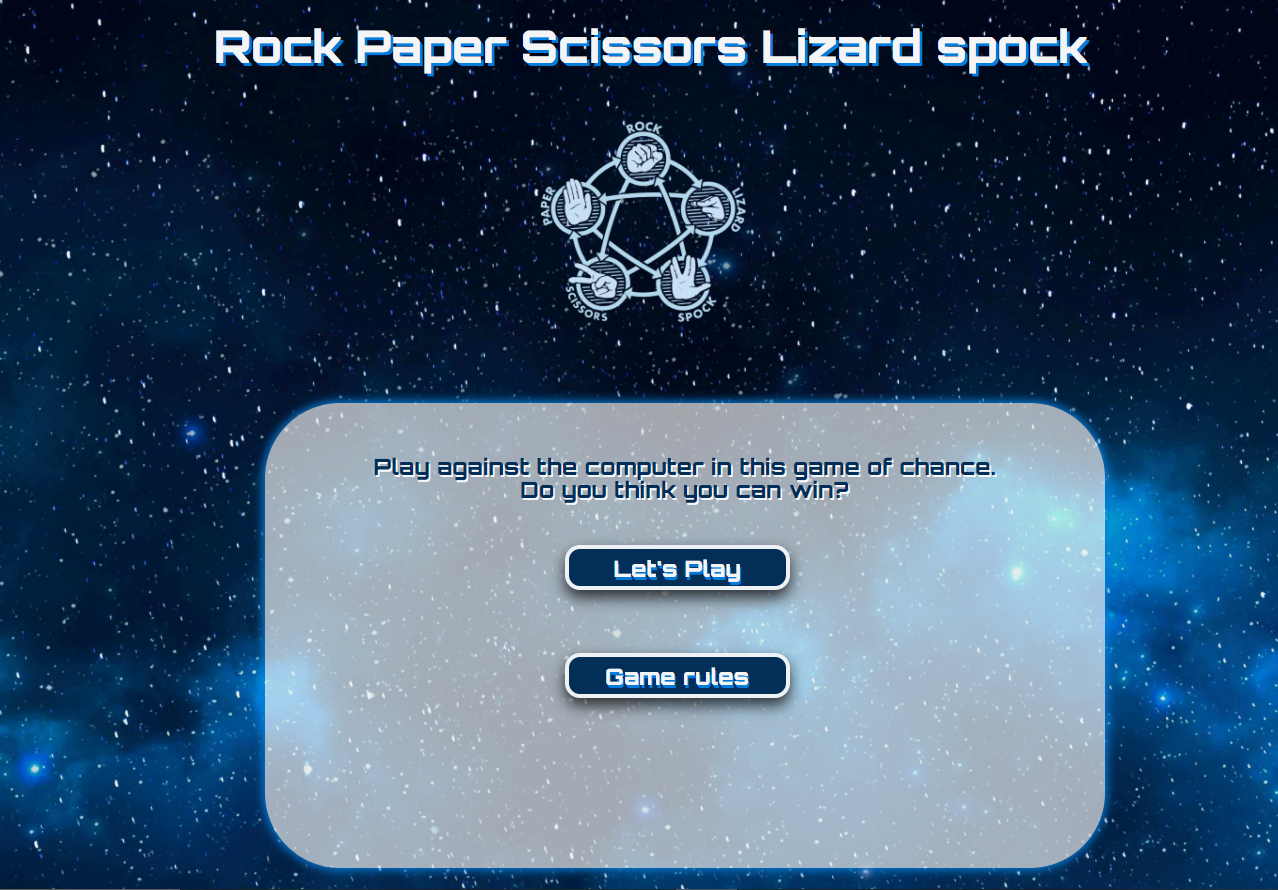 Rock Paper Scissors Lizard spock
ROCK
PAPER
LIZARD
SCISSORS
SPOCK
Play against the computer in this game of chance.
Do you think you can win?
Let's Play
Game rules